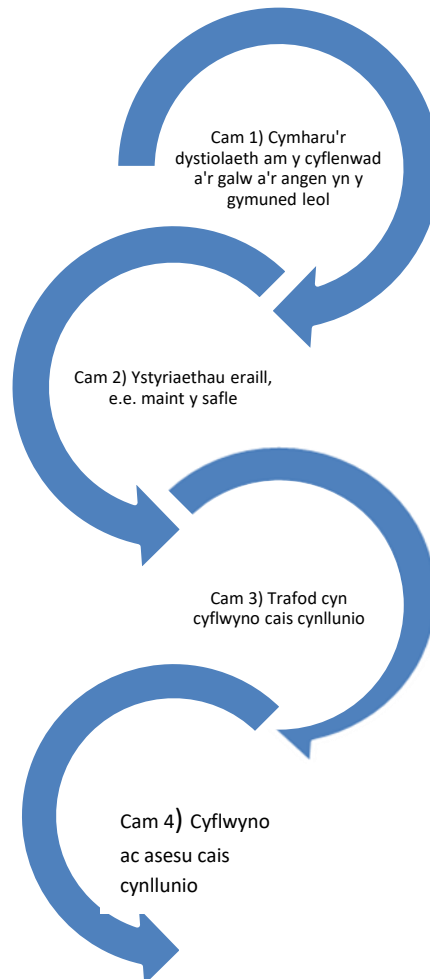 Cam 1) Cymharu'r
dystiolaeth am y cyflenwad
a'r galw a'r angen yn y
gymuned leol
Cam 2) Ystyriaethau eraill,
e.e. maint y safle
Cam 3) Trafod cyn
cyflwyno cais cynllunio
Cam 4) Cyflwyno
ac asesu cais
cynllunio